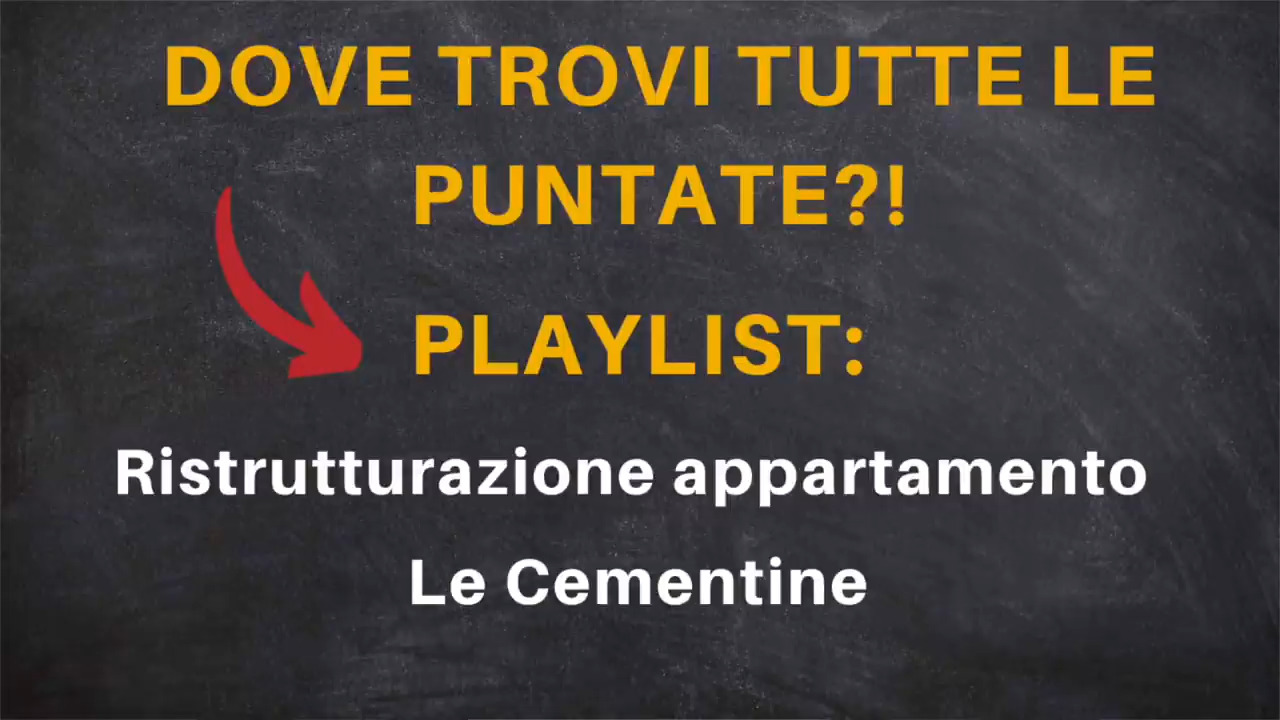 DOVE TROVI TUTTE LE
PUNTATE?!
PLAYLIST:
Ristrutturazione appartamento
Le Cementine